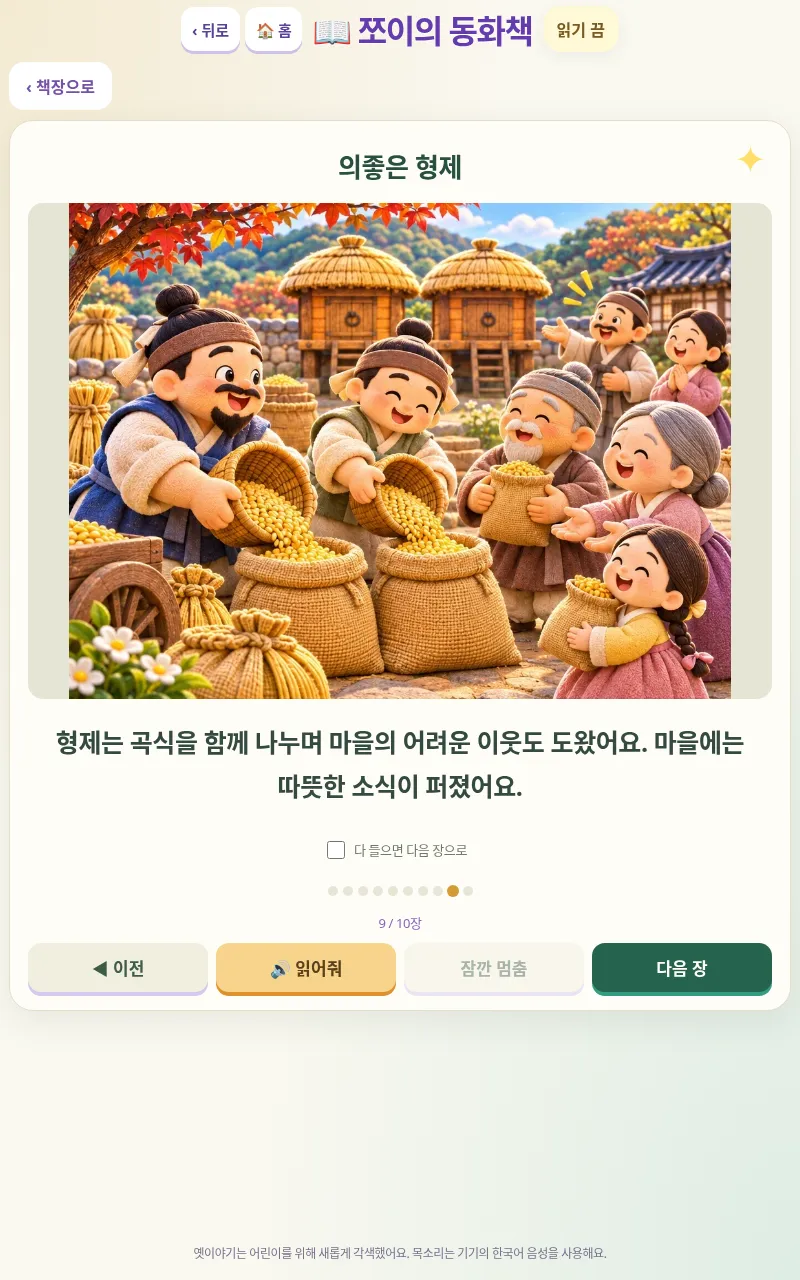 ‹ 뒤로
🏠 홈
📖 쪼이의 동화책
읽기 끝
‹ 책장으로
의좋은 형제
형제는 곡식을 함께 나누며 마을의 어려운 이웃도 도왔어요. 마을에는
따뜻한 소식이 퍼졌어요.
다 들으면 다음 장으로
9 / 10장
◀ 이전
🔊 읽어줘
잠깐 멈춤
다음 장
옛이야기는 어린이를 위해 새롭게 각색했어요. 목소리는 기기의 한국어 음성을 사용해요.